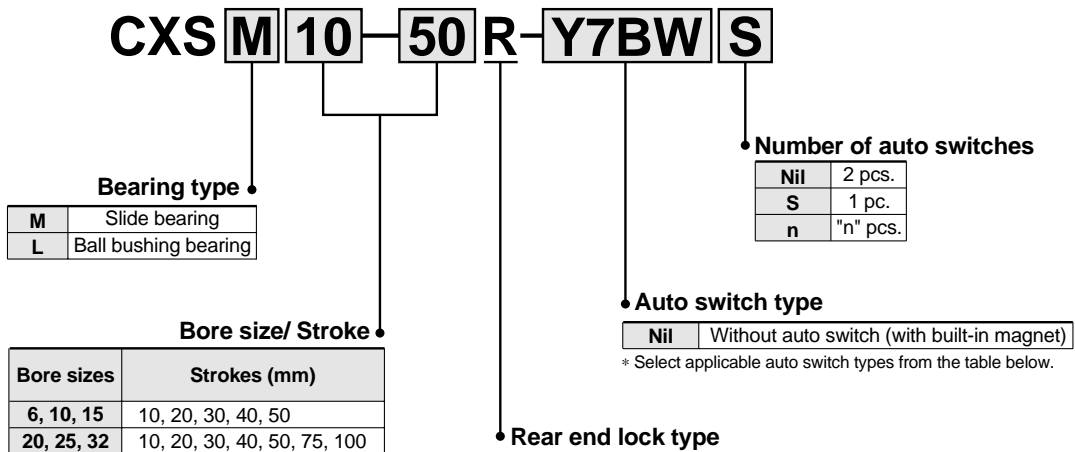 CXS M 10 — 50 R - Y7BW S
Number of auto switches
Nil 2 pcs.
S 1 pc.
n "n" pcs.
Bearing type
M Slide bearing
L Ball bushing bearing
Auto switch type
Nil Without auto switch (with built-in magnet)
∗ Select applicable auto switch types from the table below.
Bore size/ Stroke
Bore sizes Strokes (mm)
6, 10, 15 10, 20, 30, 40, 50
20, 25, 32 10, 20, 30, 40, 50, 75, 100
Rear end lock type